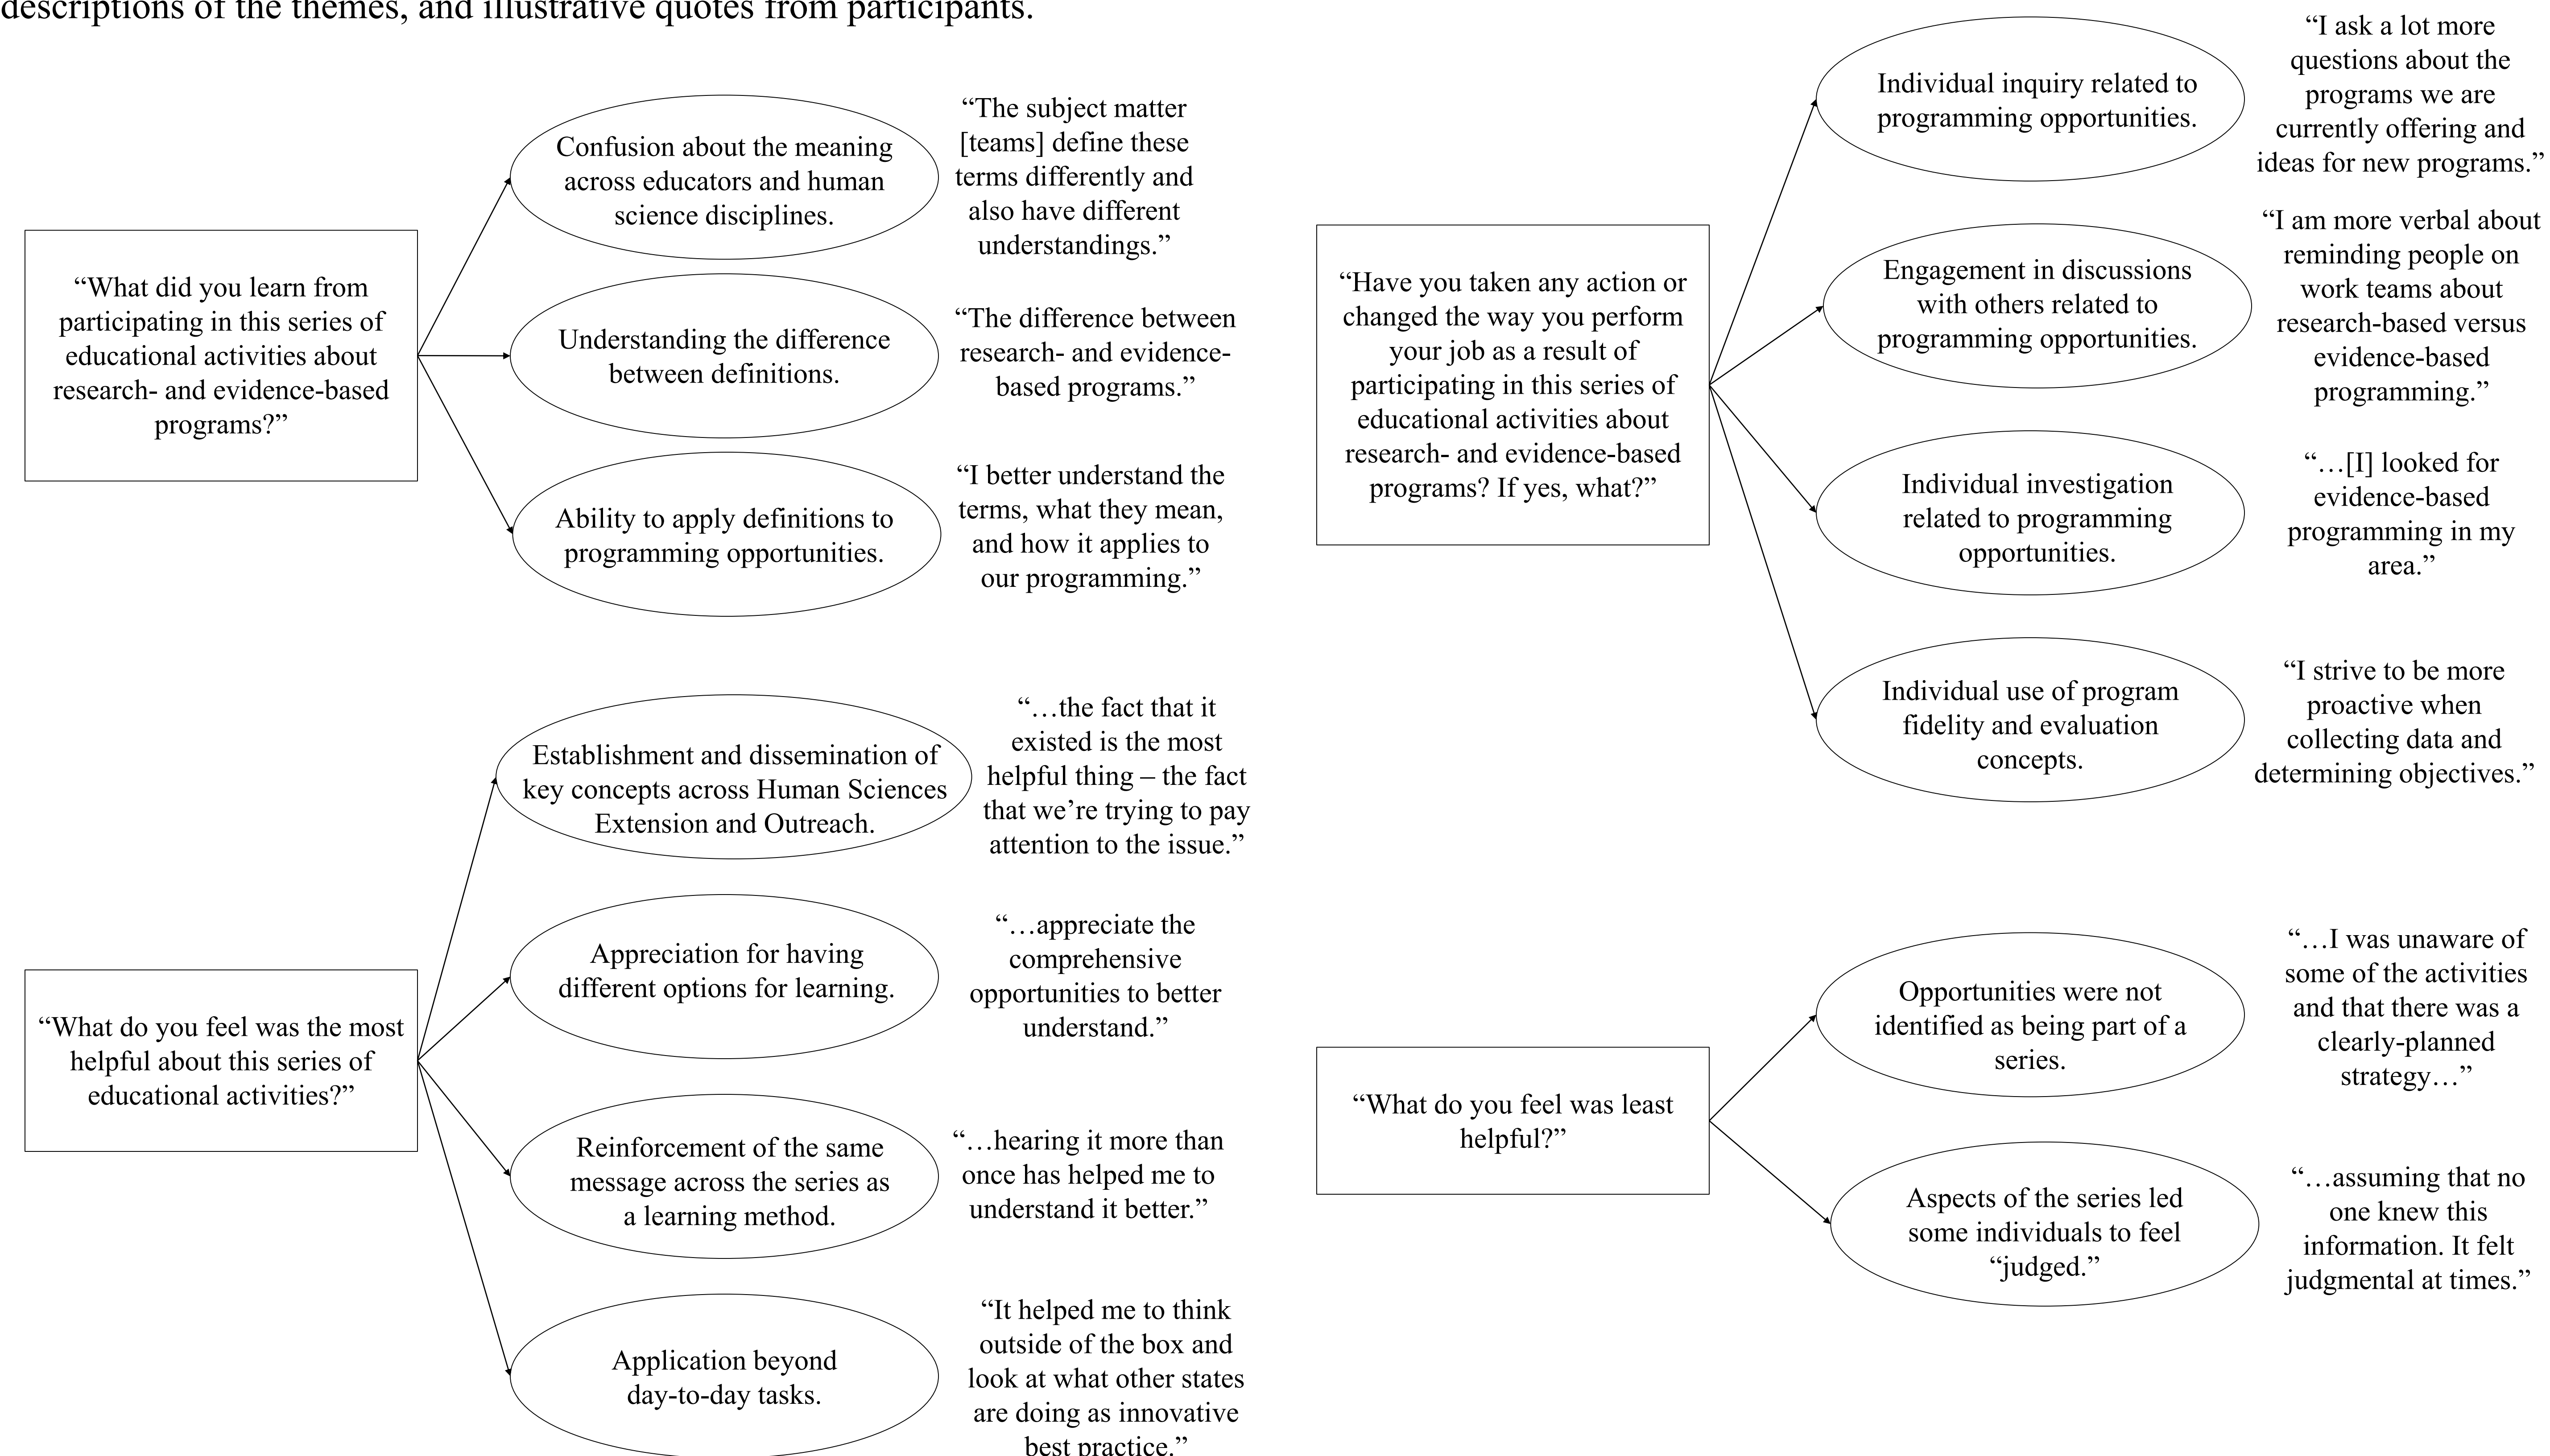 descriptions of the themes, and illustrative quotes from participants.
“What did you learn from
participating in this series of
educational activities about
research- and evidence-based
programs?”
Confusion about the meaning
across educators and human
science disciplines.
“The subject matter
[teams] define these
terms differently and
also have different
understandings.”
Understanding the difference
between definitions.
“The difference between
research- and evidence-
based programs.”
Ability to apply definitions to
programming opportunities.
“I better understand the
terms, what they mean,
and how it applies to
our programming.”
“What do you feel was the most
helpful about this series of
educational activities?”
Establishment and dissemination of
key concepts across Human Sciences
Extension and Outreach.
“…the fact that it
existed is the most
helpful thing – the fact
that we’re trying to pay
attention to the issue.”
Appreciation for having
different options for learning.
“…appreciate the
comprehensive
opportunities to better
understand.”
Reinforcement of the same
message across the series as
a learning method.
“…hearing it more than
once has helped me to
understand it better.”
Application beyond
day-to-day tasks.
“It helped me to think
outside of the box and
look at what other states
are doing as innovative
best practice.”
“Have you taken any action or
changed the way you perform
your job as a result of
participating in this series of
educational activities about
research- and evidence-based
programs? If yes, what?”
Individual inquiry related to
programming opportunities.
“I ask a lot more
questions about the
programs we are
currently offering and
ideas for new programs.”
Engagement in discussions
with others related to
programming opportunities.
“I am more verbal about
reminding people on
work teams about
research-based versus
evidence-based
programming.”
Individual investigation
related to programming
opportunities.
“…[I] looked for
evidence-based
programming in my
area.”
Individual use of program
fidelity and evaluation
concepts.
“I strive to be more
proactive when
collecting data and
determining objectives.”
“What do you feel was least
helpful?”
Opportunities were not
identified as being part of a
series.
“…I was unaware of
some of the activities
and that there was a
clearly-planned
strategy…”
Aspects of the series led
some individuals to feel
“judged.”
“…assuming that no
one knew this
information. It felt
judgmental at times.”